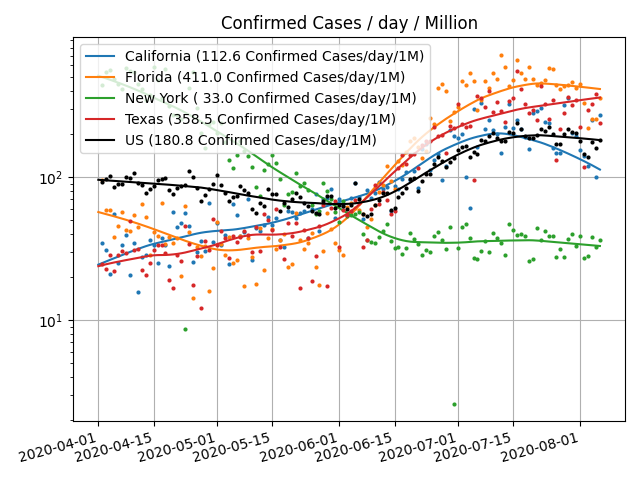 Confirmed Cases / day / Million
California (112.6 Confirmed Cases/day/1M)
Florida (411.0 Confirmed Cases/day/1M)
New York ( 33.0 Confirmed Cases/day/1M)
Texas (358.5 Confirmed Cases/day/1M)
US (180.8 Confirmed Cases/day/1M)
10²
10¹
2020-04-01 2020-04-15 2020-05-01 2020-05-15 2020-06-01 2020-06-15 2020-07-01 2020-07-15 2020-08-01